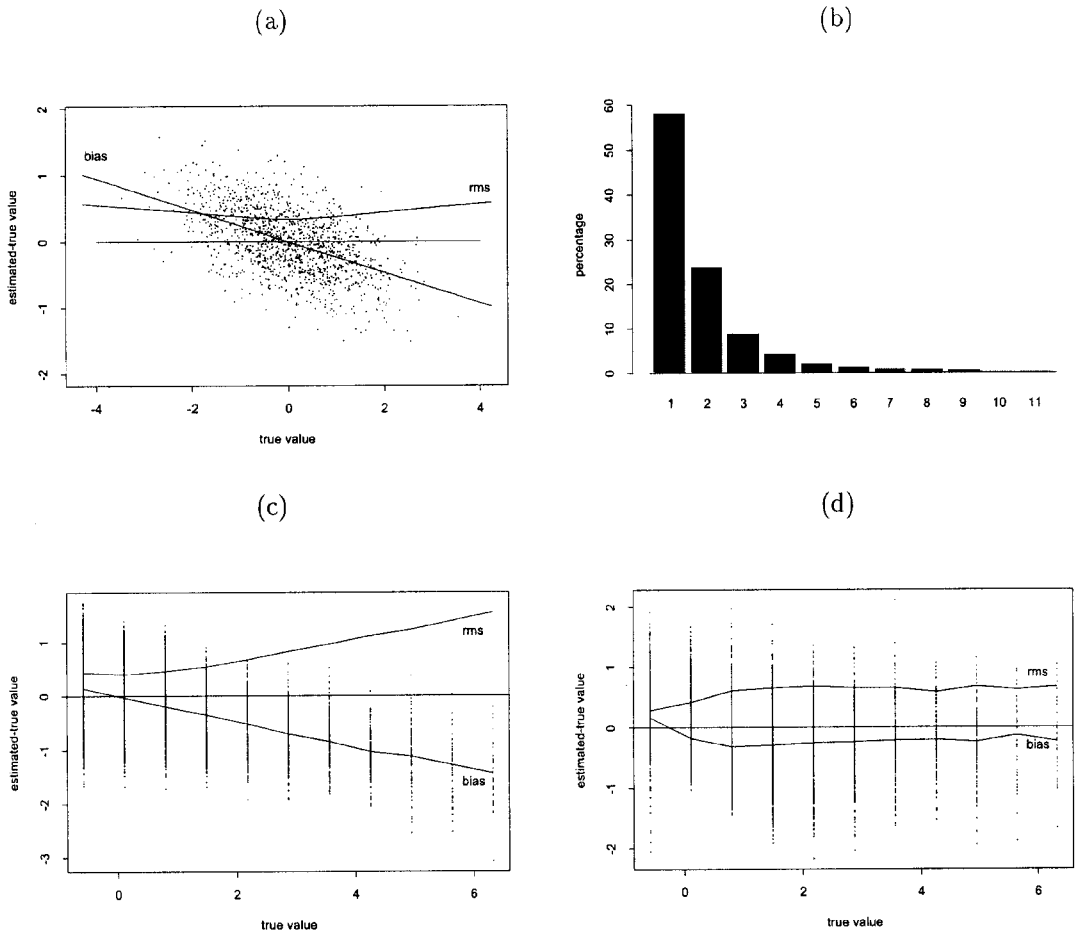 (a)
2
1
0
-1
-2
estimated-true value
bias
rms
-4 -2 0 2 4
true value
(b)
60
50
40
30
20
10
0
percentage
1 2 3 4 5 6 7 8 9 10 11
(c)
1
0
-1
-2
-3
estimated-true value
rms
bias
0 2 4 6
true value
(d)
2
1
0
-1
-2
estimated-true value
rms
bias
0 2 4 6
true value